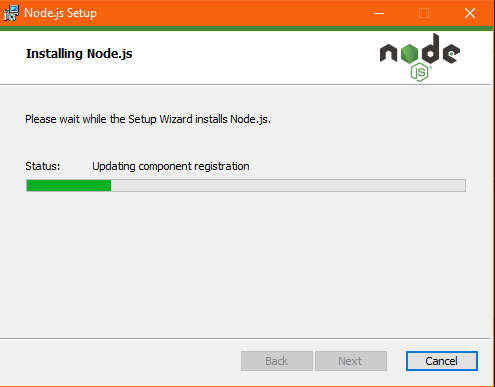 Node.js Setup
Installing Node.js
node
JS
Please wait while the Setup Wizard installs Node.js.
Status: Updating component registration
Back Next Cancel